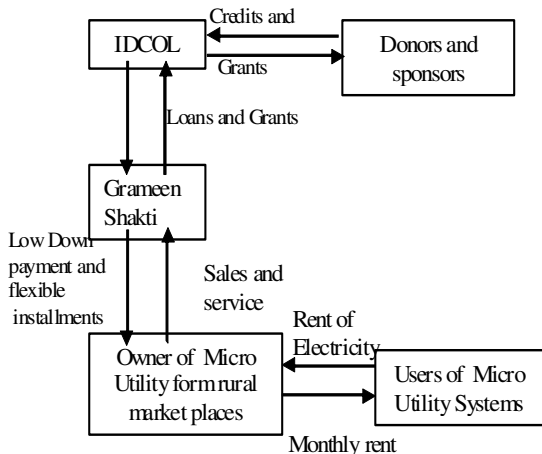 Credits and
IDCOL
Donors and
sponsors
Grants
Loans and Grants
Grameen
Shakti
Low Down
payment and
flexible
installments
Sales and
service
Rent of
Electricity
Owner of Micro
Utility form rural
market places
Users of Micro
Utility Systems
Monthly rent